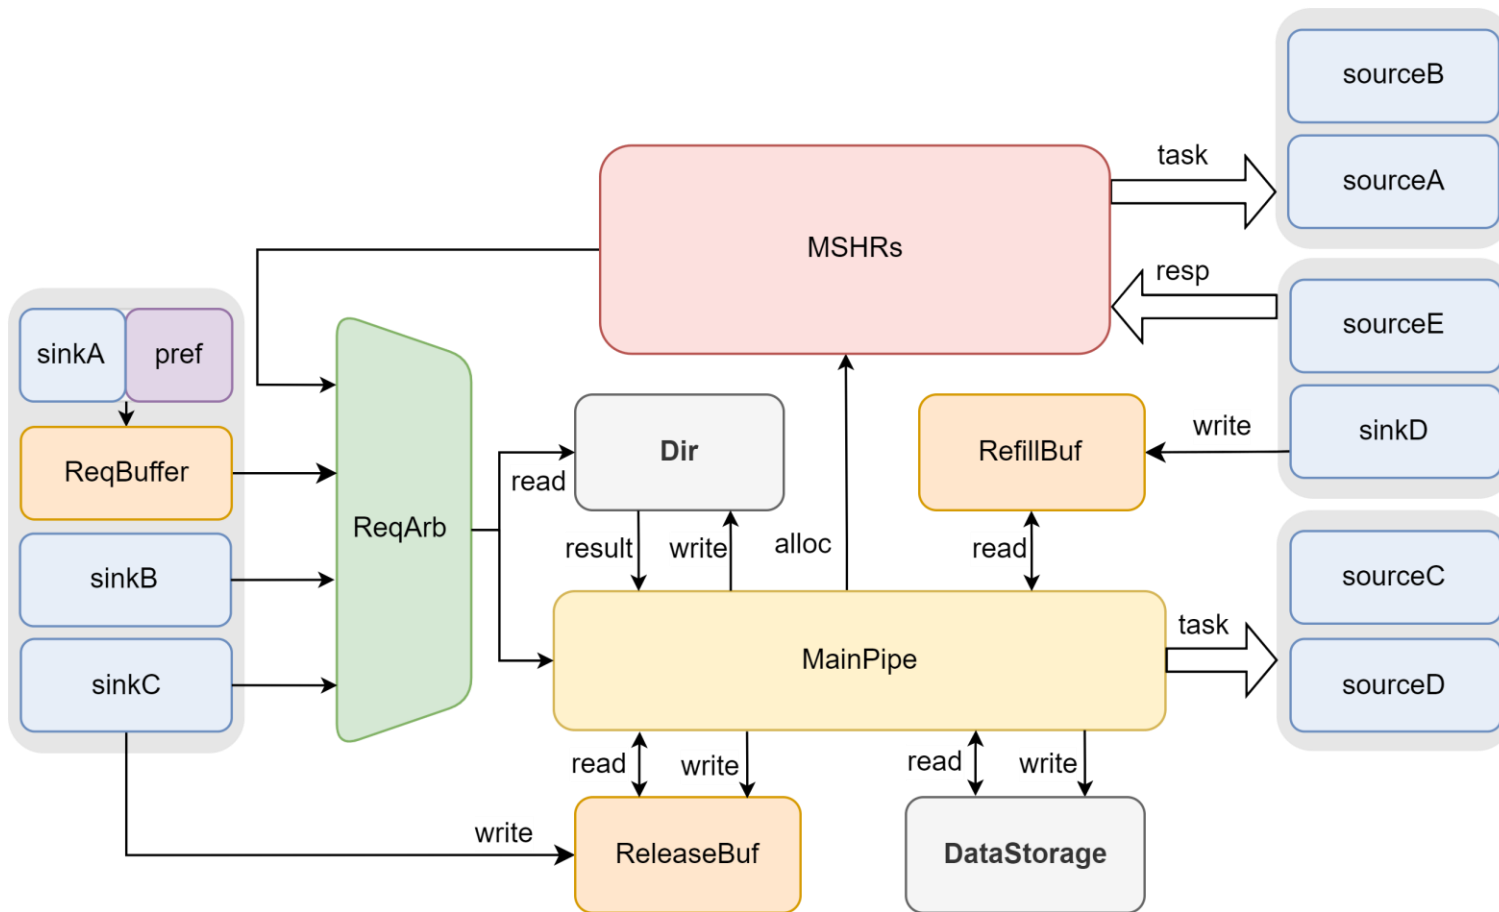 sourceB
task
sourceA
MSHRs
resp
sourceE
sinkA
pref
write
sinkD
Dir
RefillBuf
ReqBuffer
read
ReqArb
result
write
alloc
read
sinkB
sourceC
task
MainPipe
sinkC
sourceD
read
write
read
write
write
ReleaseBuf
DataStorage